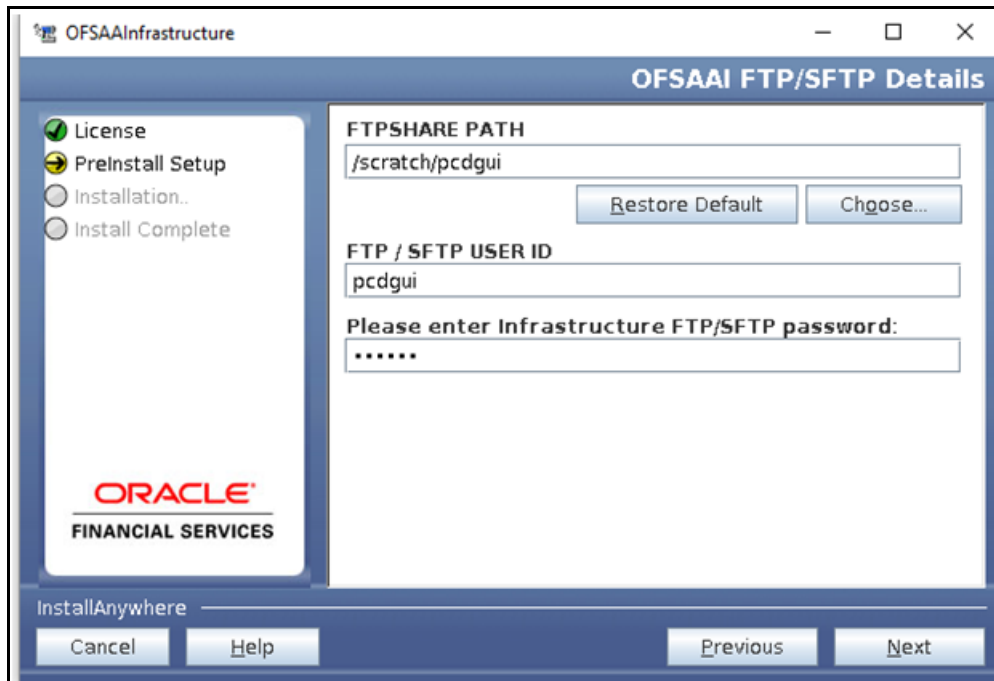 OFSAAInfrastructure
OFSAAI FTP/SFTP Details
License
PreInstall Setup
Installation..
Install Complete
ORACLE
FINANCIAL SERVICES
FTPSHARE PATH
/scratch/pcdgui
Restore Default Choose...
FTP / SFTP USER ID
pcdgui
Please enter Infrastructure FTP/SFTP password:
••••••
InstallAnywhere
Cancel Help Previous Next